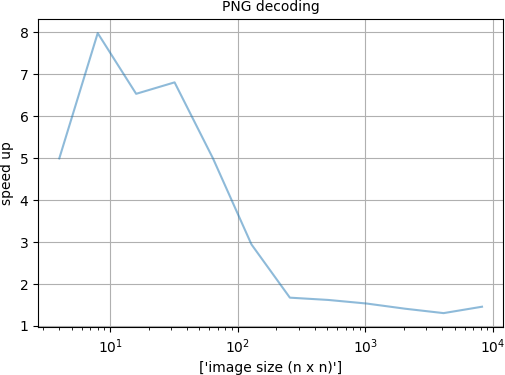 PNG decoding
speed up
8
7
6
5
4
3
2
1
10¹ 10² 10³ 10⁴
['image size (n x n)']